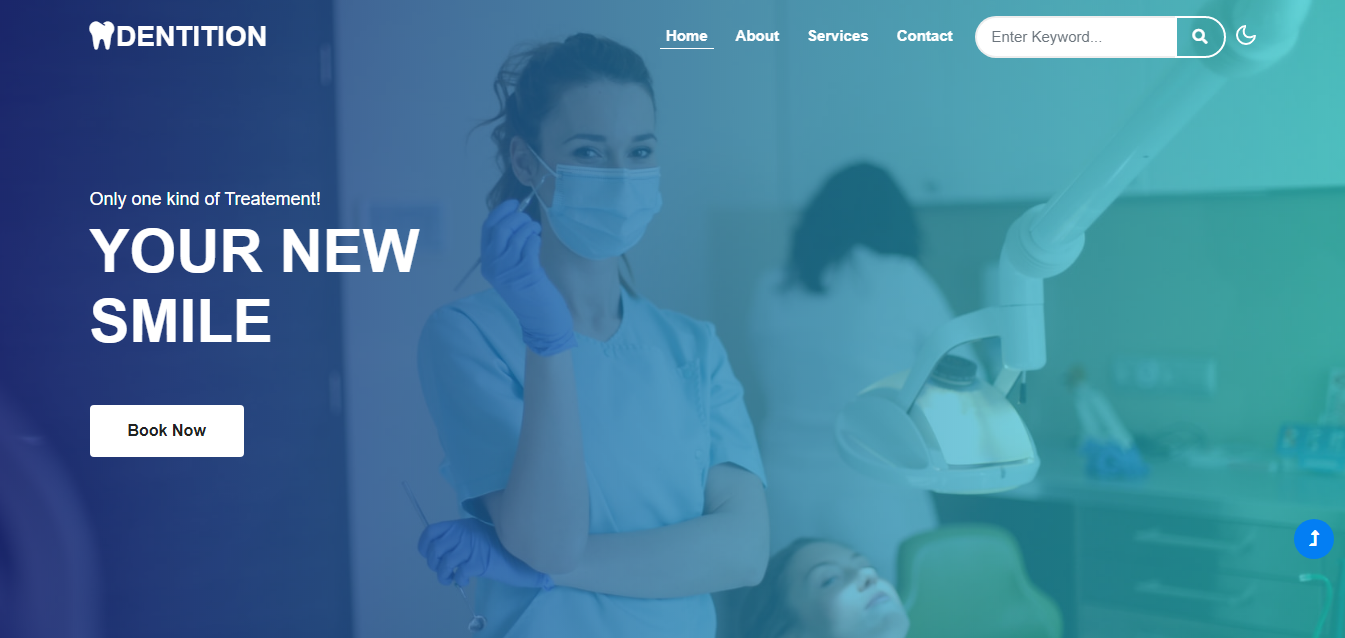 DENTITION
Home About Services Contact Enter Keyword...
Only one kind of Treatement!
YOUR NEW
SMILE
Book Now